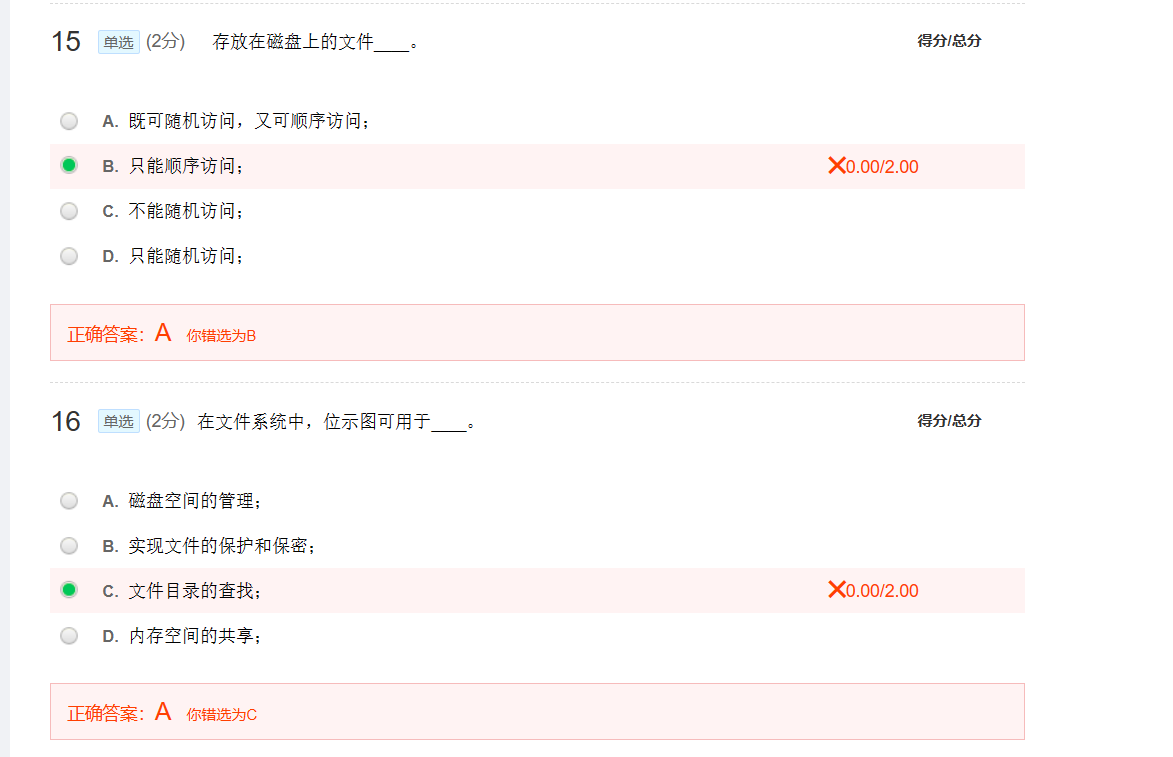 15 单选 (2分) 存放在磁盘上的文件____。 得分/总分
A. 既可随机访问，又可顺序访问；
B. 只能顺序访问； ✕0.00/2.00
C. 不能随机访问；
D. 只能随机访问；
正确答案：A 你错选为B
16 单选 (2分) 在文件系统中，位示图可用于____。 得分/总分
A. 磁盘空间的管理；
B. 实现文件的保护和保密；
C. 文件目录的查找； ✕0.00/2.00
D. 内存空间的共享；
正确答案：A 你错选为C